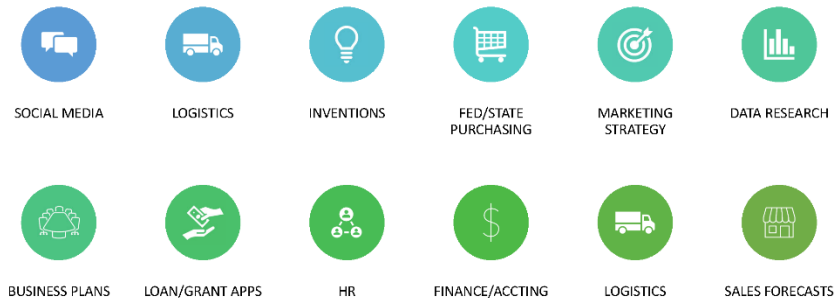 SOCIAL MEDIA
LOGISTICS
INVENTIONS
FED/STATE
PURCHASING
MARKETING
STRATEGY
DATA RESEARCH
BUSINESS PLANS
LOAN/GRANT APPS
HR
$
FINANCE/ACCTING
LOGISTICS
SALES FORECASTS